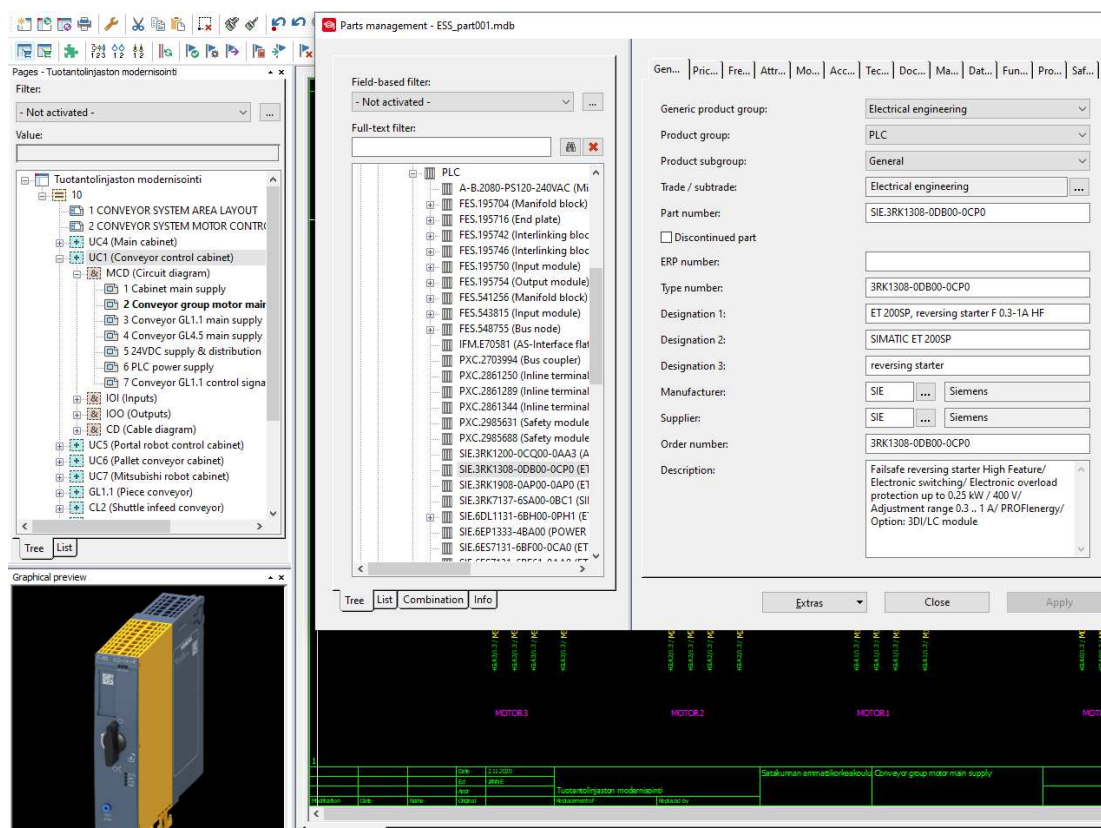 Parts management - ESS_part001.mdb
Pages - Tuotantolinjaston modernisointi
Filter:
- Not activated -
...
Value:
Tuotantolinjaston modernisointi
10
1 CONVEYOR SYSTEM AREA LAYOUT
2 CONVEYOR SYSTEM MOTOR CONTR
UC4 (Main cabinet)
UC1 (Conveyor control cabinet)
MCD (Circuit diagram)
1 Cabinet main supply
2 Conveyor group motor mair
3 Conveyor GL1.1 main supply
4 Conveyor GL4.5 main supply
5 24VDC supply & distribution
6 PLC power supply
7 Conveyor GL1.1 control signa
IOI (Inputs)
IOO (Outputs)
CD (Cable diagram)
UC5 (Portal robot control cabinet)
UC6 (Pallet conveyor cabinet)
UC7 (Mitsubishi robot cabinet)
GL1.1 (Piece conveyor)
CL2 (Shuttle infeed conveyor)
Tree List
Graphical preview
Field-based filter:
- Not activated -
...
Full-text filter:
PLC
A-B.2080-PS120-240VAC (Mi
FES.195704 (Manifold block)
FES.195716 (End plate)
FES.195742 (Interlinking bloc
FES.195746 (Interlinking bloc
FES.195750 (Input module)
FES.195754 (Output module)
FES.541256 (Manifold block)
FES.543815 (Input module)
FES.548755 (Bus node)
IFM.E70581 (AS-Interface flat
PXC.2703994 (Bus coupler)
PXC.2861250 (Inline terminal
PXC.2861289 (Inline terminal
PXC.2861344 (Inline terminal
PXC.2985631 (Safety module
PXC.2985688 (Safety module
SIE.3RK1200-0CQ00-0AA3 (A
SIE.3RK1308-0DB00-0CP0 (ET
SIE.3RK1908-0AP00-0AP0 (ET
SIE.3RK7137-6SA00-0BC1 (SII
SIE.6DL1131-6BH00-0PH1 (E
SIE.6EP1333-4BA00 (POWER
SIE.6ES7131-6BF00-0CA0 (ET
Tree List Combination Info
Gen... Pric... Fre... Attr... Mo... Acc... Tec... Doc... Ma... Dat... Fun... Pro... Saf...
Generic product group: Electrical engineering
Product group: PLC
Product subgroup: General
Trade / subtrade: Electrical engineering ...
Part number: SIE.3RK1308-0DB00-0CP0
Discontinued part
ERP number:
Type number: 3RK1308-0DB00-0CP0
Designation 1: ET 200SP, reversing starter F 0.3-1A HF
Designation 2: SIMATIC ET 200SP
Designation 3: reversing starter
Manufacturer: SIE ... Siemens
Supplier: SIE ... Siemens
Order number: 3RK1308-0DB00-0CP0
Description: Failsafe reversing starter High Feature/
Electronic switching/ Electronic overload
protection up to 0.25 kW / 400 V/
Adjustment range 0.3 .. 1 A/ PROFIenergy/
Option: 3DI/LC module
Extras Close Apply
MOTOR3 MOTOR2 MOTOR1
1
Date 2.11.2020
Satakunnan ammattikorkeakoulu Conveyor group motor main supply
Tuotantolinjaston modernisointi
Modification Date Name Original Replacement of Replaced by